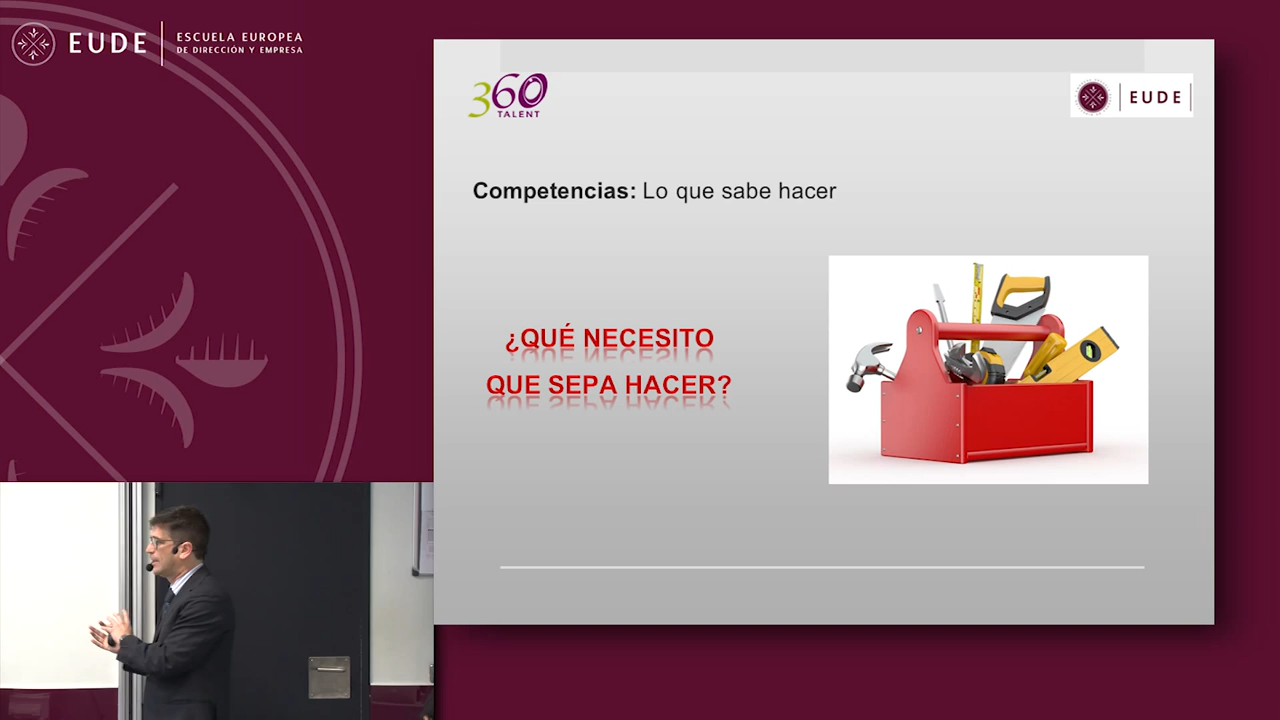 EUDE
ESCUELA EUROPEA
DE DIRECCIÓN Y EMPRESA
360
TALENT
EUDE
Competencias: Lo que sabe hacer
¿QUÉ NECESITO
QUE SEPA HACER?